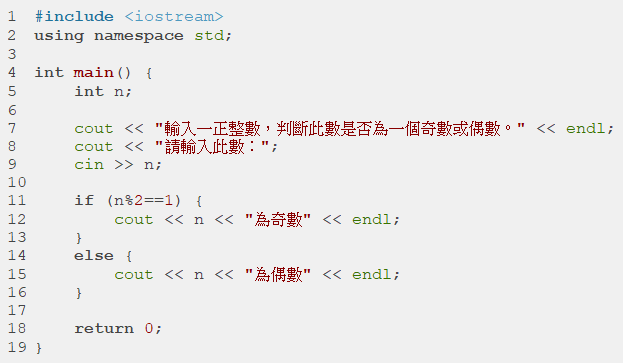 1 #include <iostream>
2 using namespace std;
3
4 int main() {
5     int n;
6
7     cout << "輸入一正整數，判斷此數是否為一個奇數或偶數。" << endl;
8     cout << "請輸入此數：";
9     cin >> n;
10
11     if (n%2==1) {
12         cout << n << "為奇數" << endl;
13     }
14     else {
15         cout << n << "為偶數" << endl;
16     }
17
18     return 0;
19 }